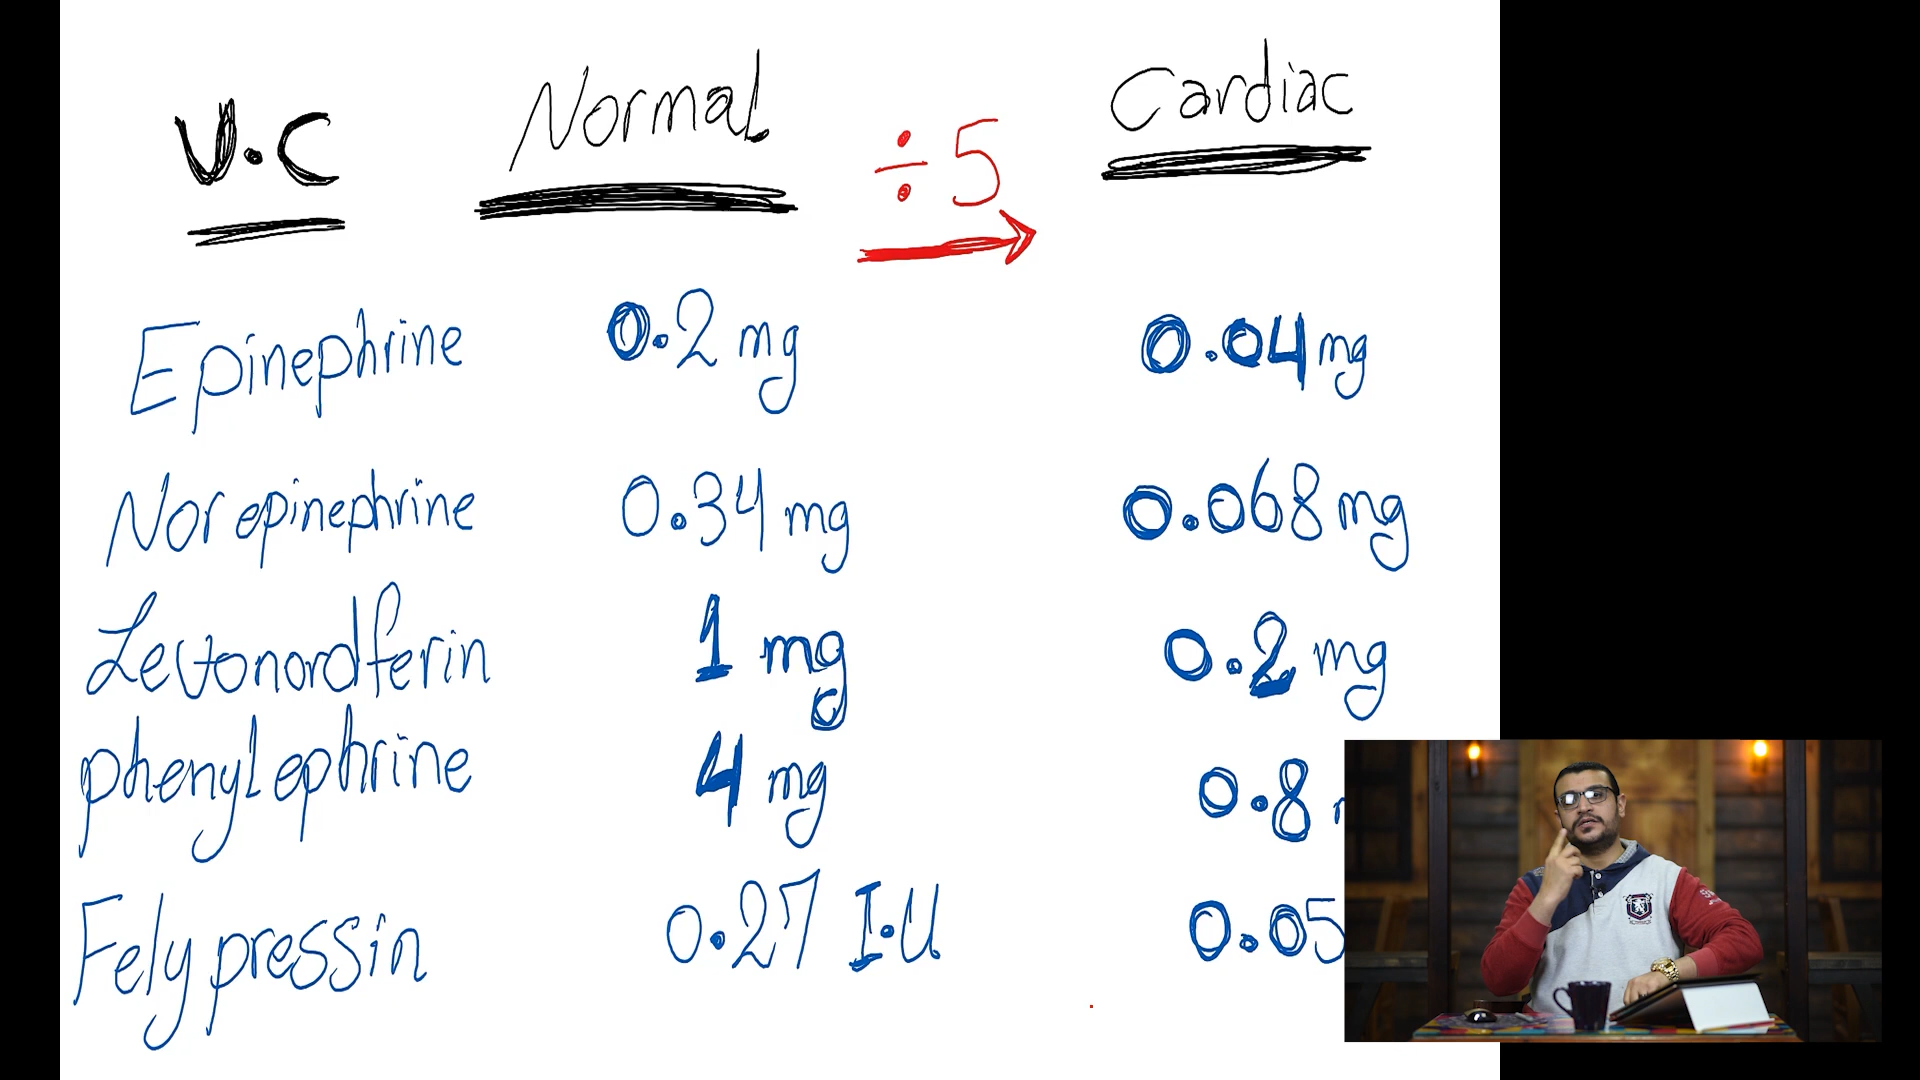 V.C Normal ÷5 Cardiac
Epinephrine 0.2 mg 0.04 mg
Norepinephrine 0.34 mg 0.068 mg
Levonordferin 1 mg 0.2 mg
phenylephrine 4 mg 0.8
Felypressin 0.27 I.U 0.05